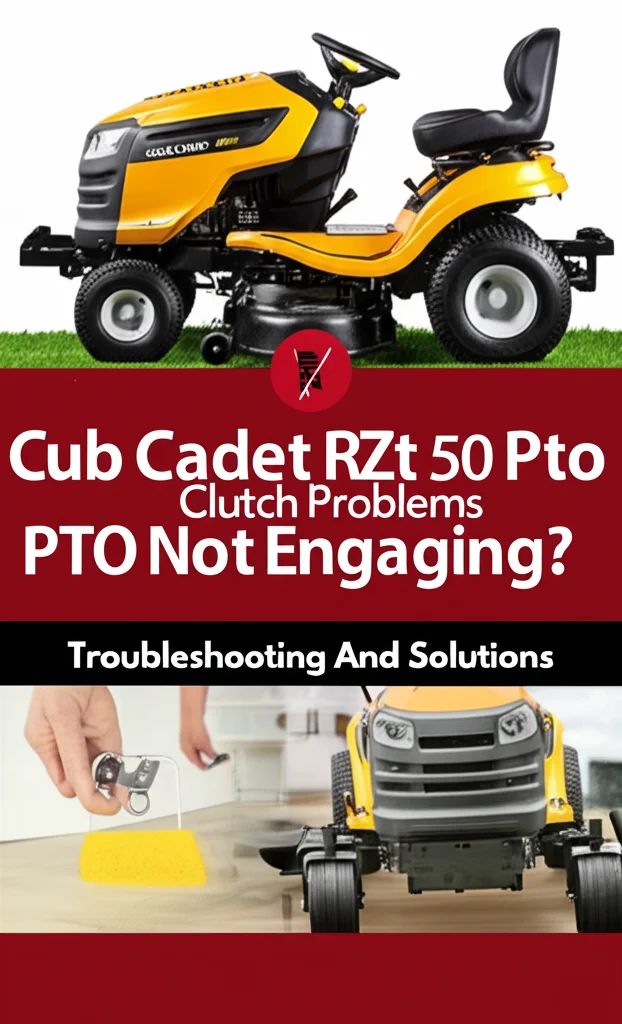 Cub Cadet RZt 50 Pto
Clutch Problems
PTO Not Engaging?
Troubleshooting And Solutions